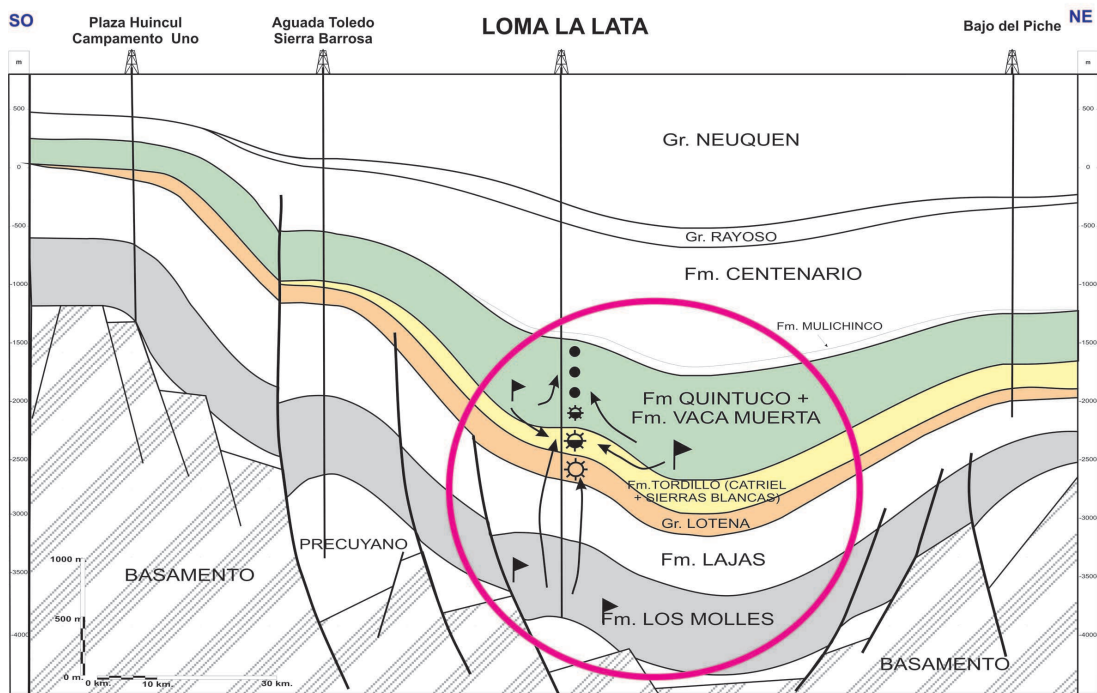 SO
Plaza Huincul
Campamento Uno
Aguada Toledo
Sierra Barrosa
LOMA LA LATA
Bajo del Piche
NE
m
m
500
500
0
0
-500
-500
-1000
-1000
-1500
-1500
-2000
-2000
-2500
-2500
-3000
-3000
-3500
-3500
-4000
-4000
Gr. NEUQUEN
Gr. RAYOSO
Fm. CENTENARIO
Fm. MULICHINCO
Fm QUINTUCO +
Fm. VACA MUERTA
Fm.TORDILLO (CATRIEL
+ SIERRAS BLANCAS)
Gr. LOTENA
Fm. LAJAS
Fm. LOS MOLLES
PRECUYANO
BASAMENTO
BASAMENTO
1000 m.
500 m.
0 m.
0 km.
10 km.
30 km.